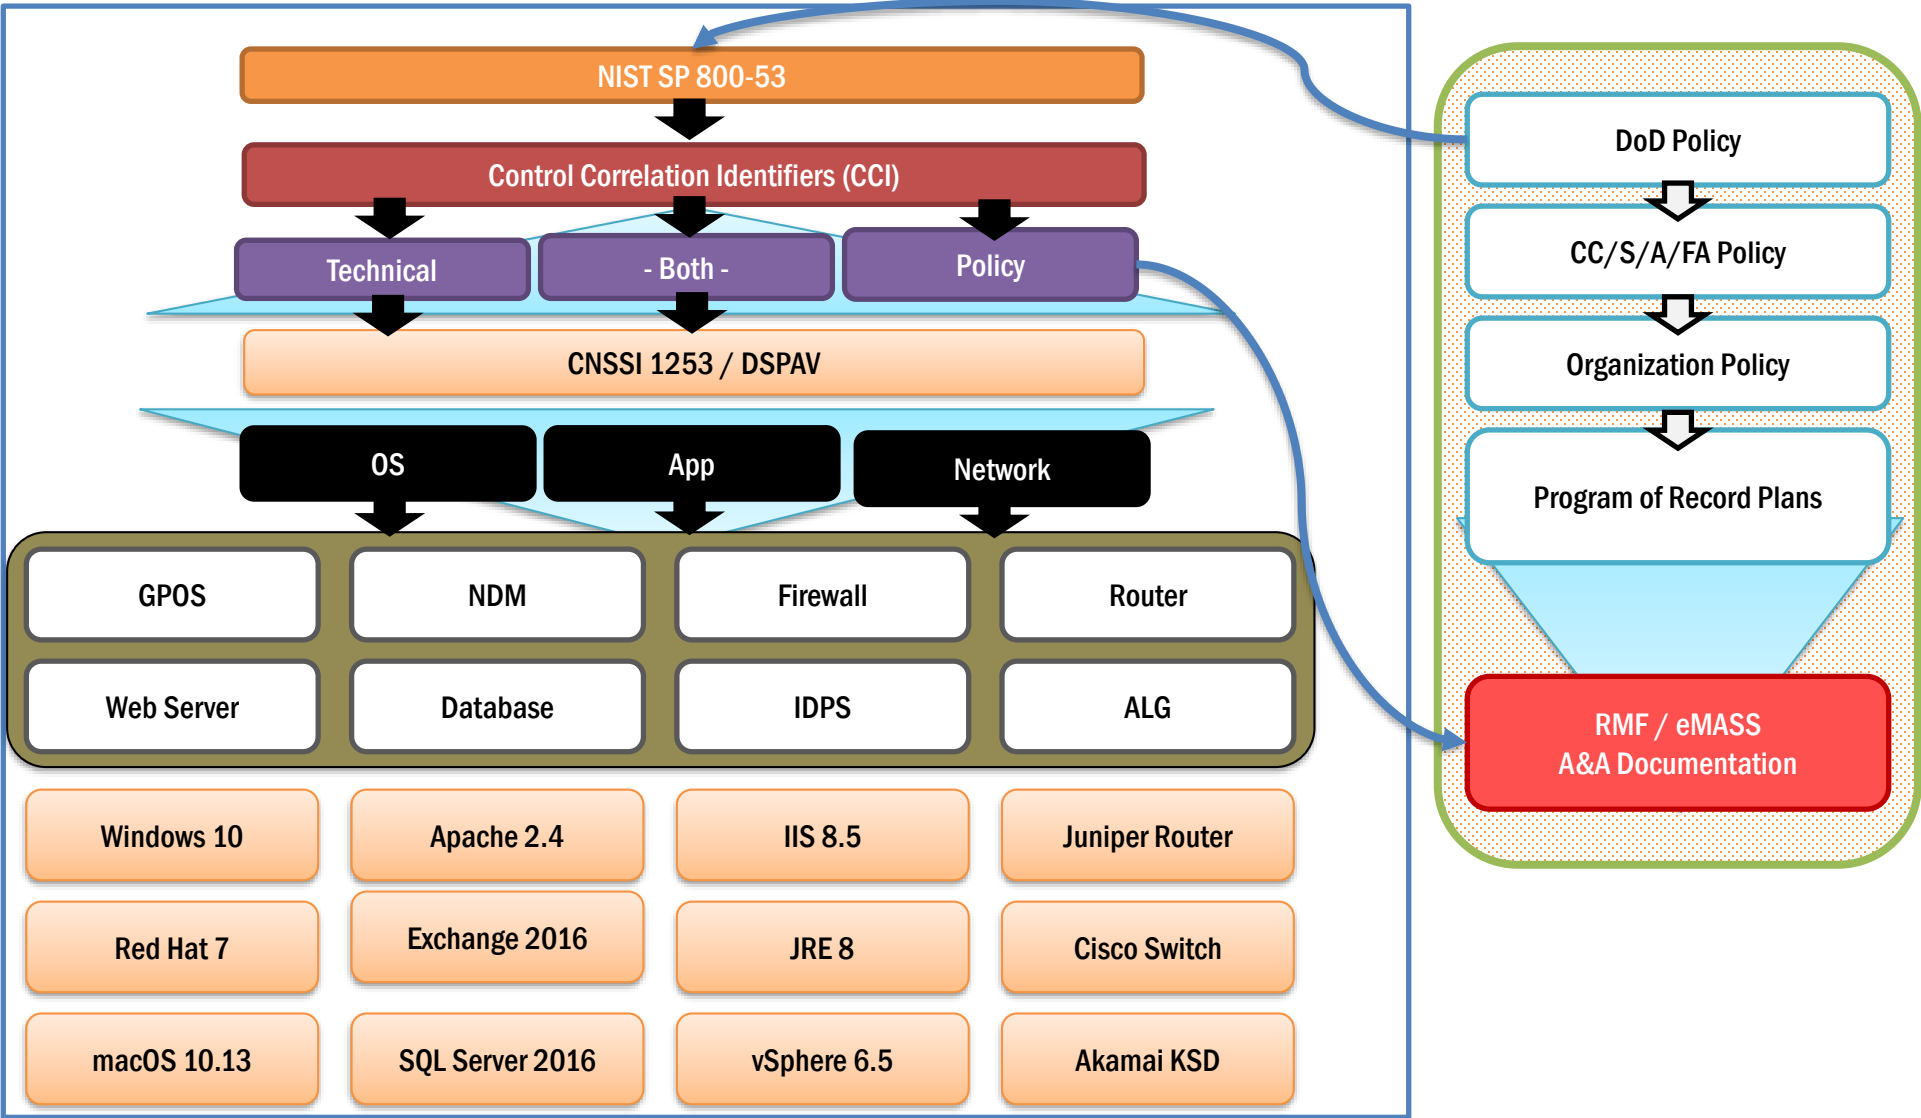 NIST SP 800-53
Control Correlation Identifiers (CCI)
Technical
- Both -
Policy
CNSSI 1253 / DSPAV
OS
App
Network
GPOS
NDM
Firewall
Router
Web Server
Database
IDPS
ALG
Windows 10
Apache 2.4
IIS 8.5
Juniper Router
Red Hat 7
Exchange 2016
JRE 8
Cisco Switch
macOS 10.13
SQL Server 2016
vSphere 6.5
Akamai KSD
DoD Policy
CC/S/A/FA Policy
Organization Policy
Program of Record Plans
RMF / eMASS
A&A Documentation